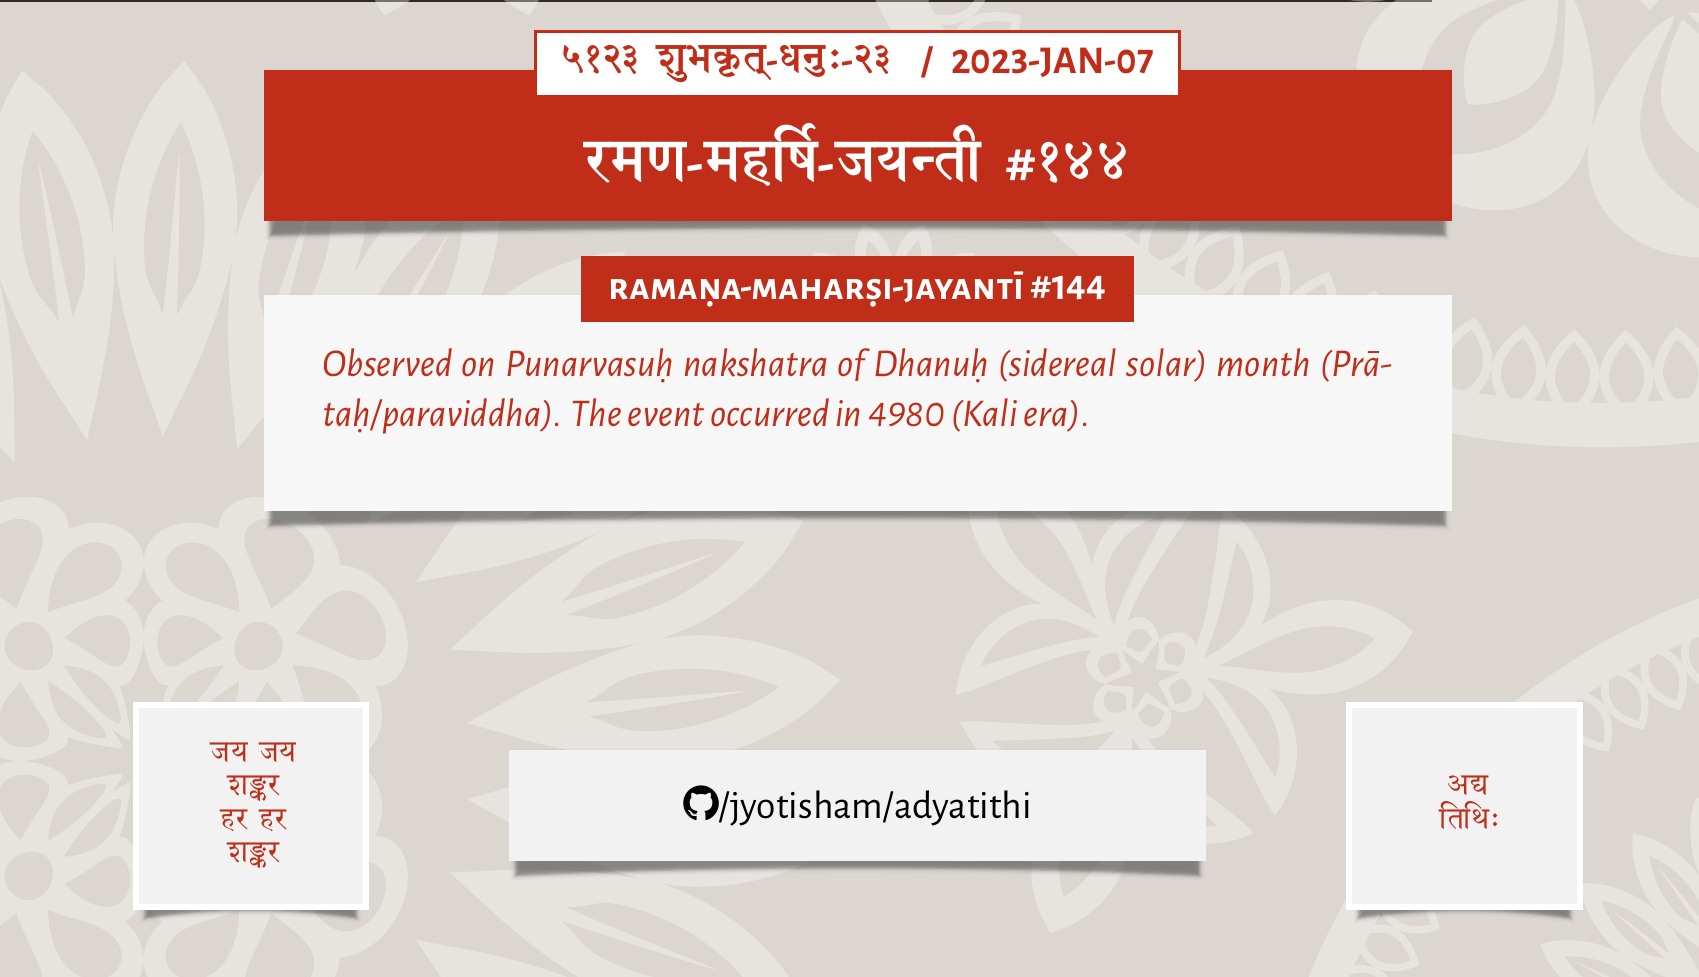 ५१२३ शुभकृत्-धनुः-२३ / 2023-JAN-07
रमण-महर्षि-जयन्ती #१४४
RAMAṆA-MAHARṢI-JAYANTĪ #144
Observed on Punarvasuḥ nakshatra of Dhanuḥ (sidereal solar) month (Prā-
taḥ/paraviddha). The event occurred in 4980 (Kali era).
जय जय
शङ्कर
हर हर
शङ्कर
/jyotisham/adyatithi
अद्य
तिथिः